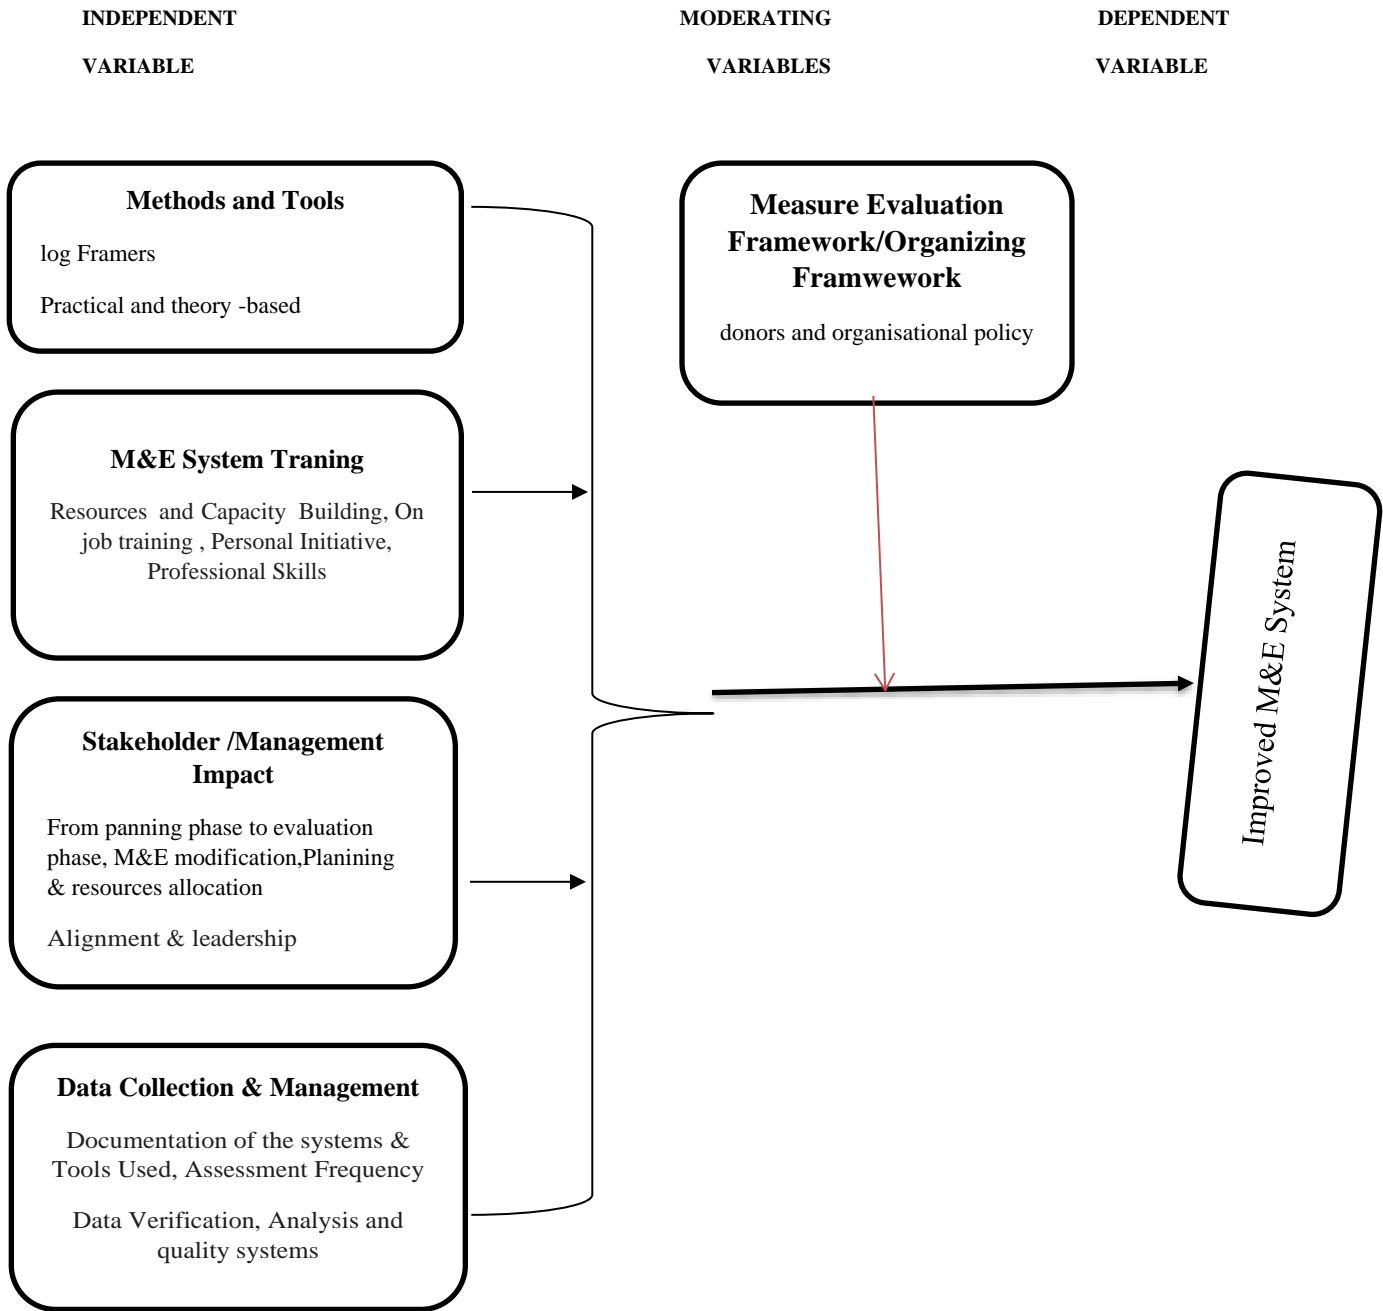 INDEPENDENT
VARIABLE
MODERATING
VARIABLES
DEPENDENT
VARIABLE
Methods and Tools
log Framers
Practical and theory -based
M&E System Traning
Resources and Capacity Building, On
job training , Personal Initiative,
Professional Skills
Stakeholder /Management
Impact
From panning phase to evaluation
phase, M&E modification,Planining
& resources allocation
Alignment & leadership
Data Collection & Management
Documentation of the systems &
Tools Used, Assessment Frequency
Data Verification, Analysis and
quality systems
Measure Evaluation
Framework/Organizing
Framwework
donors and organisational policy
Improved M&E System